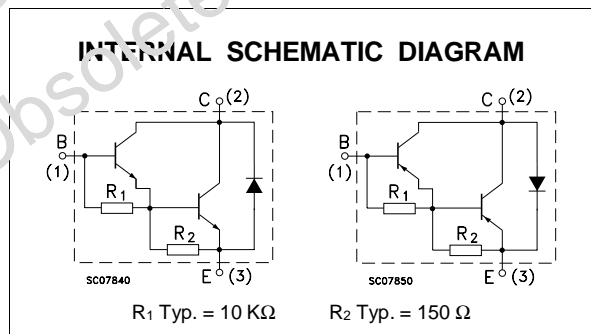 Obsolete
INTERNAL SCHEMATIC DIAGRAM
C (2)
B
(1)
R1
R2
E (3)
SC07840
C (2)
B
(1)
R1
R2
E (3)
SC07850
R1 Typ. = 10 KΩ R2 Typ. = 150 Ω